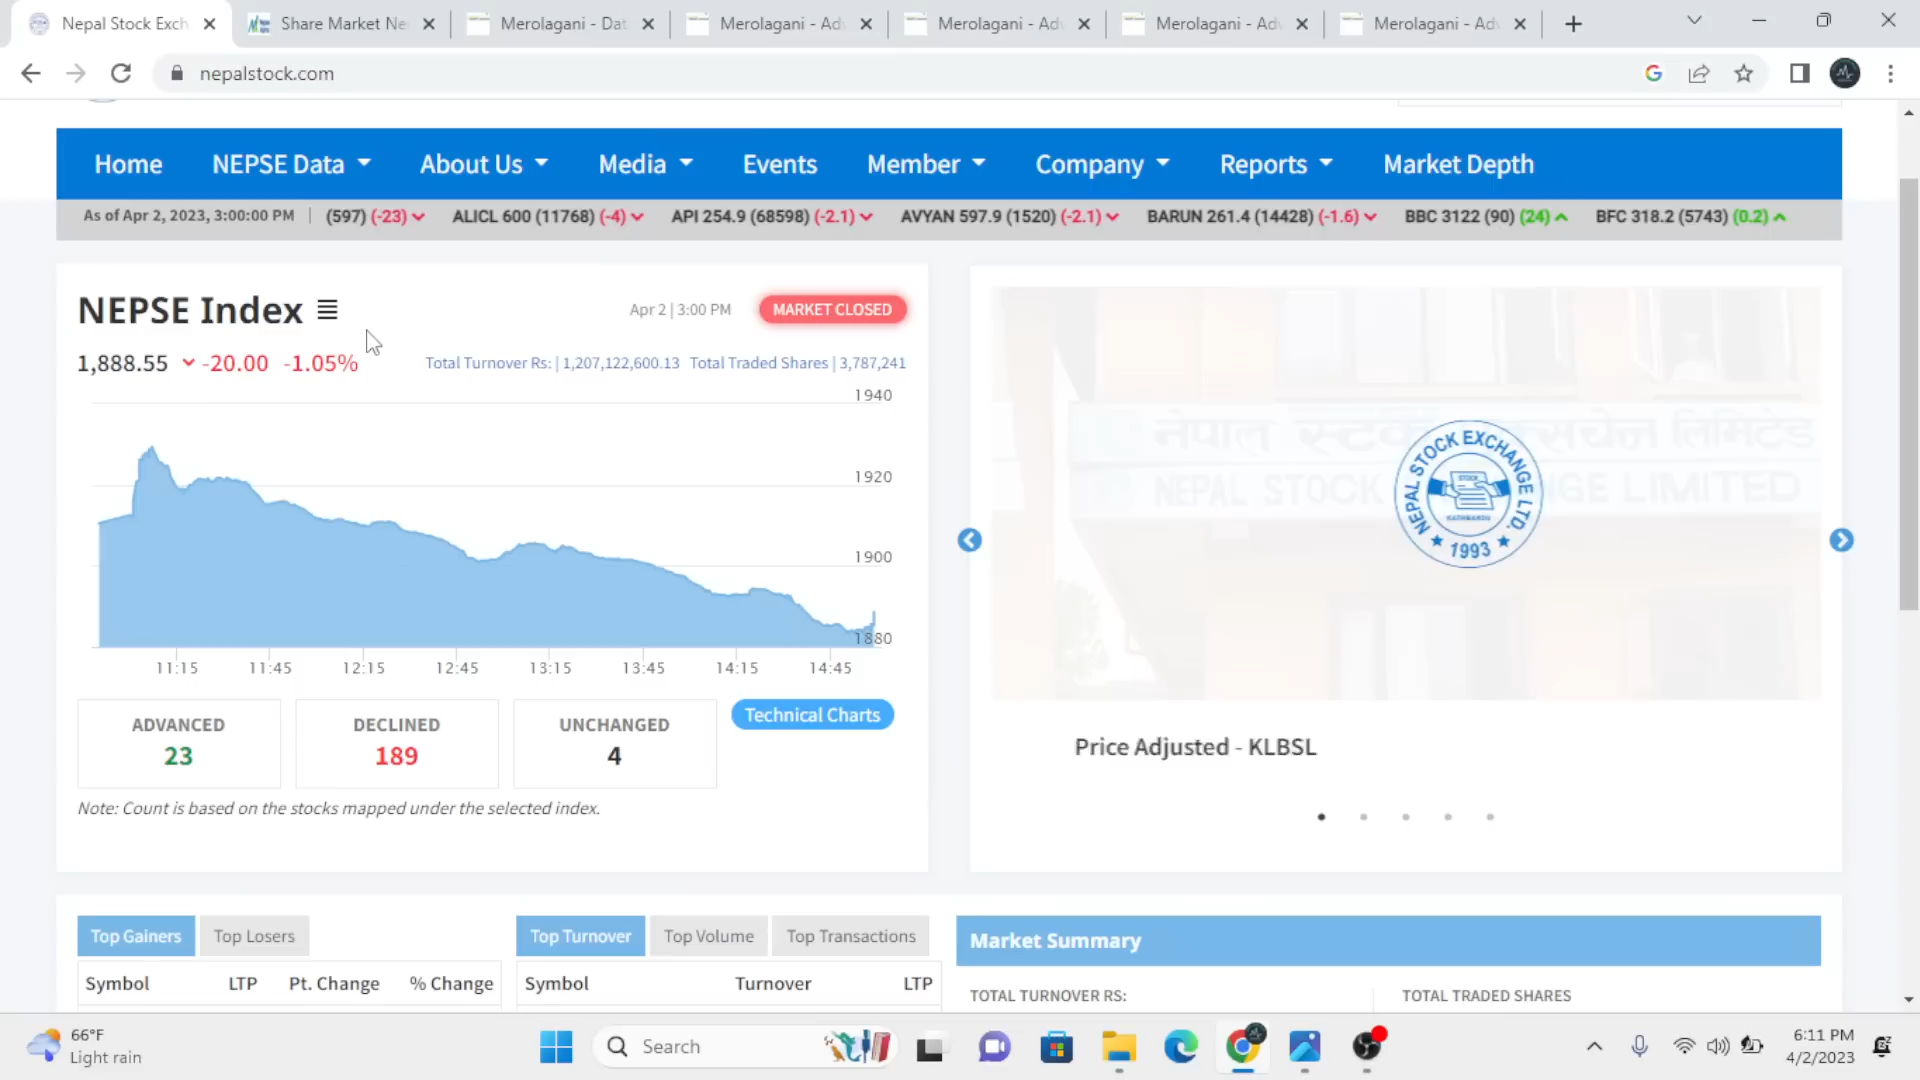 Nepal Stock Exch
Share Market Ne
Merolagani - Dat
Merolagani - Adv
Merolagani - Adv
Merolagani - Adv
Merolagani - Adv
nepalstock.com
Home NEPSE Data About Us Media Events Member Company Reports Market Depth
As of Apr 2, 2023, 3:00:00 PM | (597) (-23) ALICL 600 (11768) (-4) API 254.9 (68598) (-2.1) AVYAN 597.9 (1520) (-2.1) BARUN 261.4 (14428) (-1.6) BBC 3122 (90) (24) BFC 318.2 (5743) (0.2)
NEPSE Index
Apr 2 | 3:00 PM
MARKET CLOSED
1,888.55 -20.00 -1.05%
Total Turnover Rs: | 1,207,122,600.13 Total Traded Shares | 3,787,241
1940
1920
1900
1880
11:15 11:45 12:15 12:45 13:15 13:45 14:15 14:45
ADVANCED
23
DECLINED
189
UNCHANGED
4
Technical Charts
Note: Count is based on the stocks mapped under the selected index.
नेपाल स्टक
NEPAL STOCK
GE LIMITED
लिमिटेड
NEPAL STOCK EXCHANGE LTD.
STOCK
KATHMANDU
★ 1993 ★
Price Adjusted - KLBSL
Top Gainers Top Losers
Symbol LTP Pt. Change % Change
Top Turnover Top Volume Top Transactions
Symbol Turnover LTP
Market Summary
TOTAL TURNOVER RS:
TOTAL TRADED SHARES
66°F
Light rain
Search
6:11 PM
4/2/2023